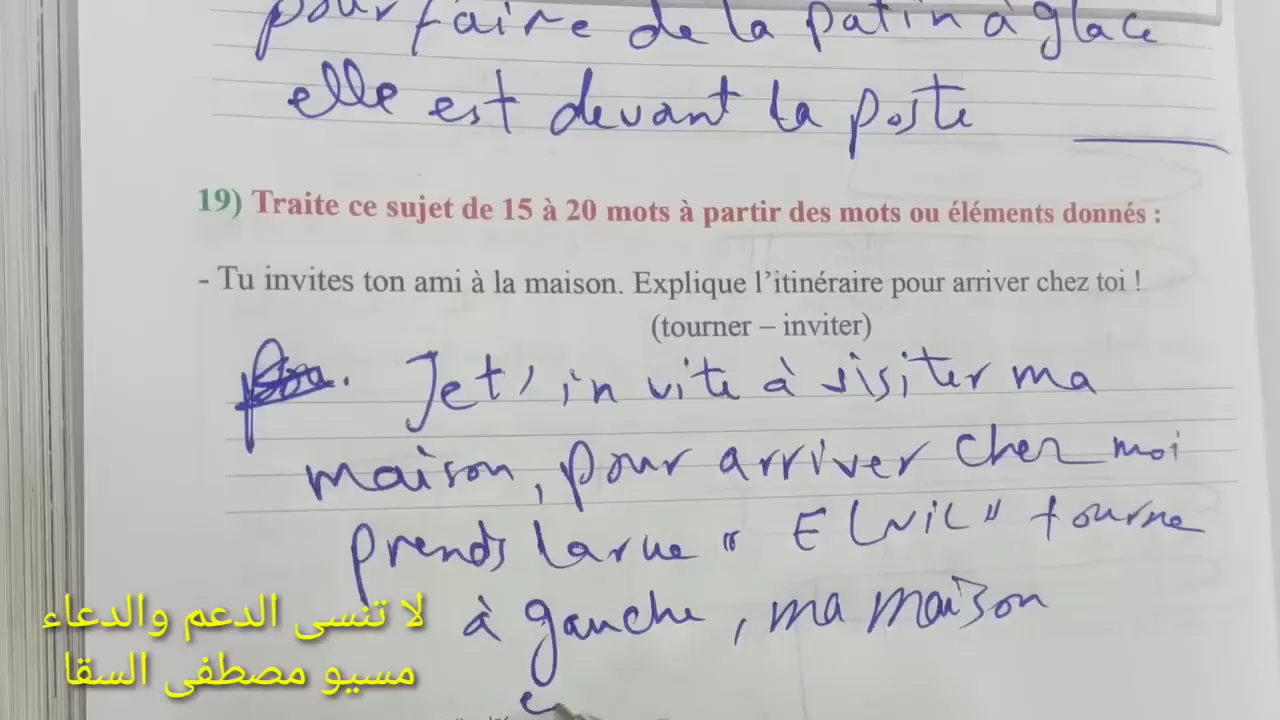 pour faire de la patin à glace
elle est devant la poste
19) Traite ce sujet de 15 à 20 mots à partir des mots ou éléments donnés :
- Tu invites ton ami à la maison. Explique l'itinéraire pour arriver chez toi !
(tourner – inviter)
Je t'invite à visiter ma
maison, pour arriver chez moi
prends la rue " EL NIL " tourne
à gauche, ma maison
لا تنسى الدعم والدعاء
مسيو مصطفى السقا